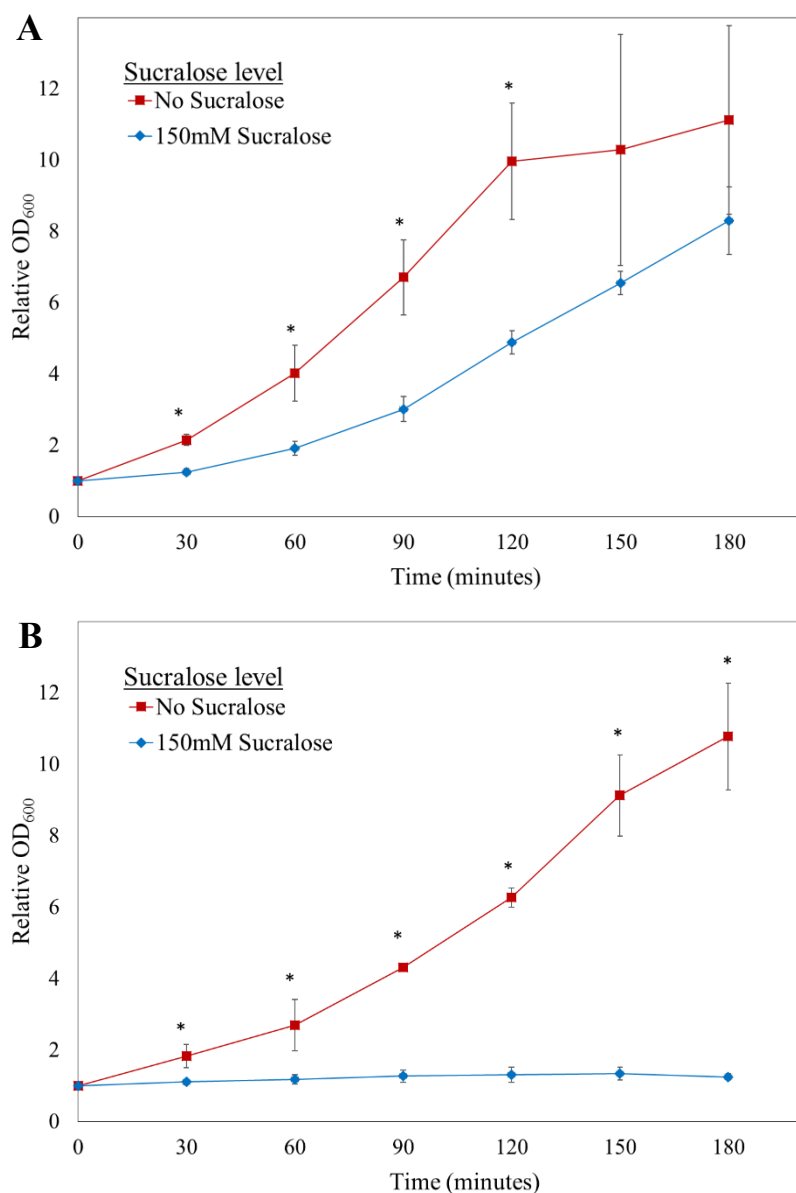 A
Sucralose level
No Sucralose
150mM Sucralose
Relative OD600
12
10
8
6
4
2
0
* * * *
0 30 60 90 120 150 180
Time (minutes)
B
Sucralose level
No Sucralose
150mM Sucralose
Relative OD600
12
10
8
6
4
2
0
* * * * * *
0 30 60 90 120 150 180
Time (minutes)